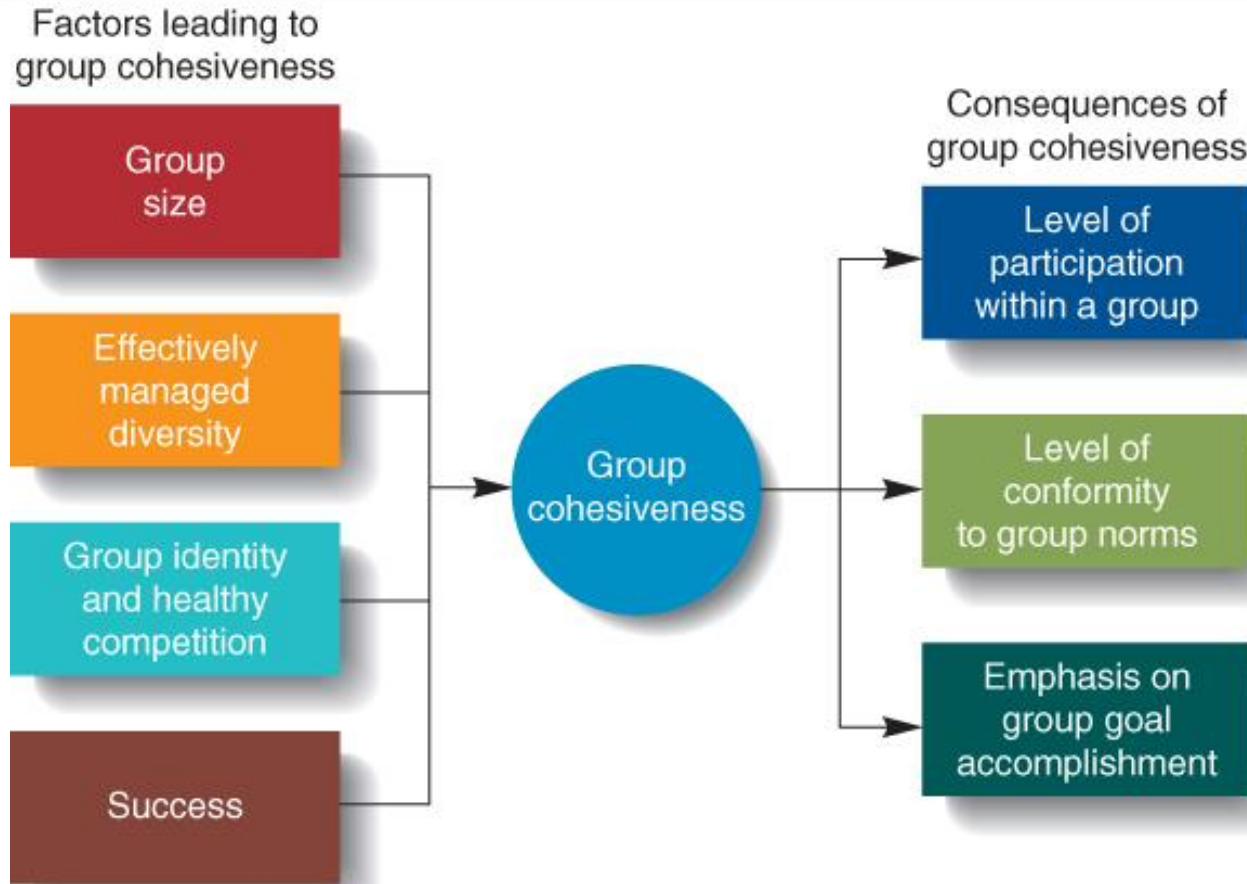 Factors leading to
group cohesiveness
Group
size
Effectively
managed
diversity
Group identity
and healthy
competition
Success
Group
cohesiveness
Consequences of
group cohesiveness
Level of
participation
within a group
Level of
conformity
to group norms
Emphasis on
group goal
accomplishment